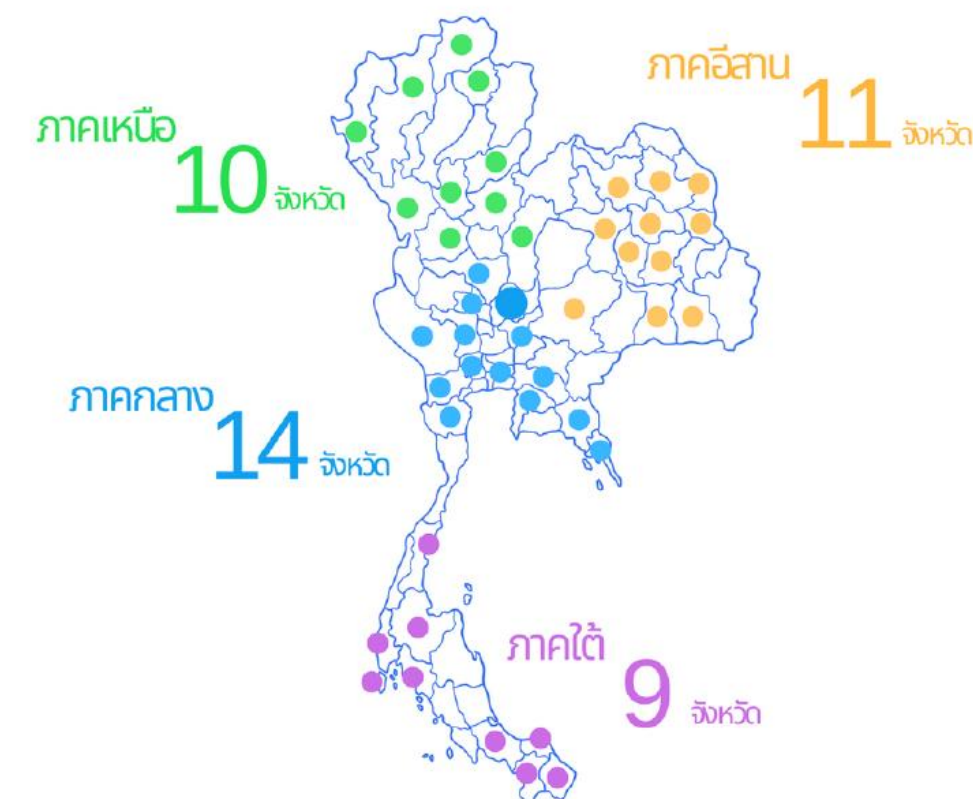 ภาคอีสาน
11 จังหวัด
ภาคเหนือ
10 จังหวัด
ภาคกลาง
14 จังหวัด
ภาคใต้
9 จังหวัด